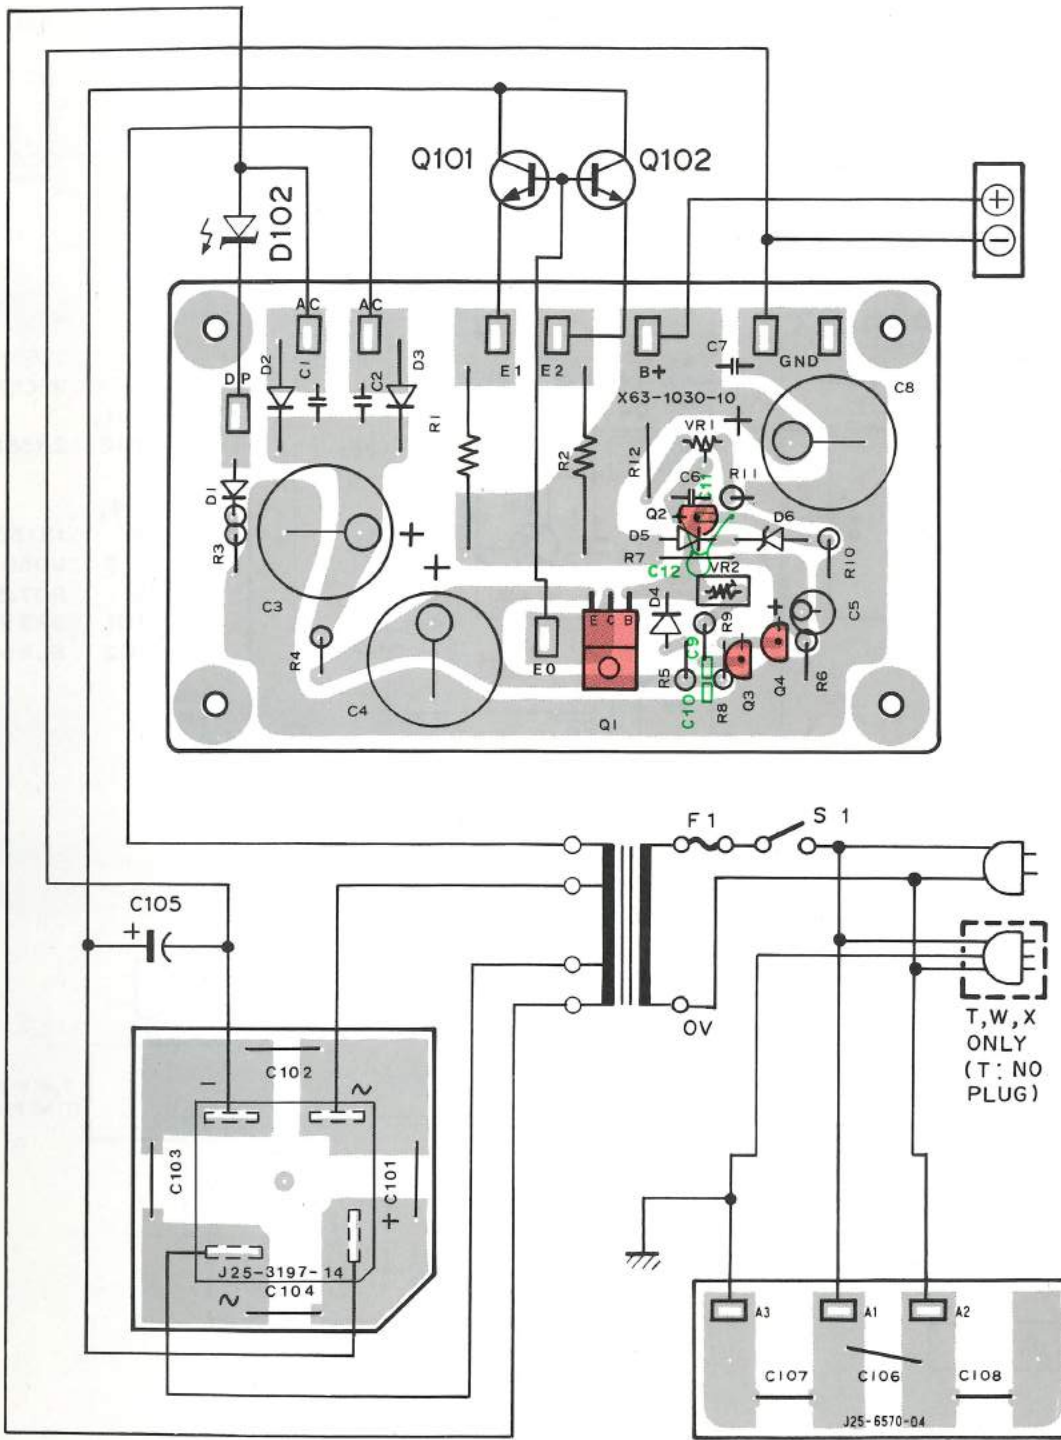 Q101
Q102
D102
+
−
AC
AC
D2
C1
C2
D3
DP
E1
E2
B+
C7
GND
C8
X63-1030-10
R1
R2
R12
VR1
+
C6
C11
R11
D1
Q2
D5
D6
R3
R7
C12
VR2
R10
+
+
C3
R4
C4
E0
E C B
D4
R9
+
C5
R5
C9
C10
R8
Q3
Q4
R6
Q1
F1
S1
C105
+
0V
T,W,X
ONLY
(T: NO
PLUG)
C102
−
~
C103
C101
+
J25-3197-14
C104
~
A3
A1
A2
C107
C106
C108
J25-6570-04